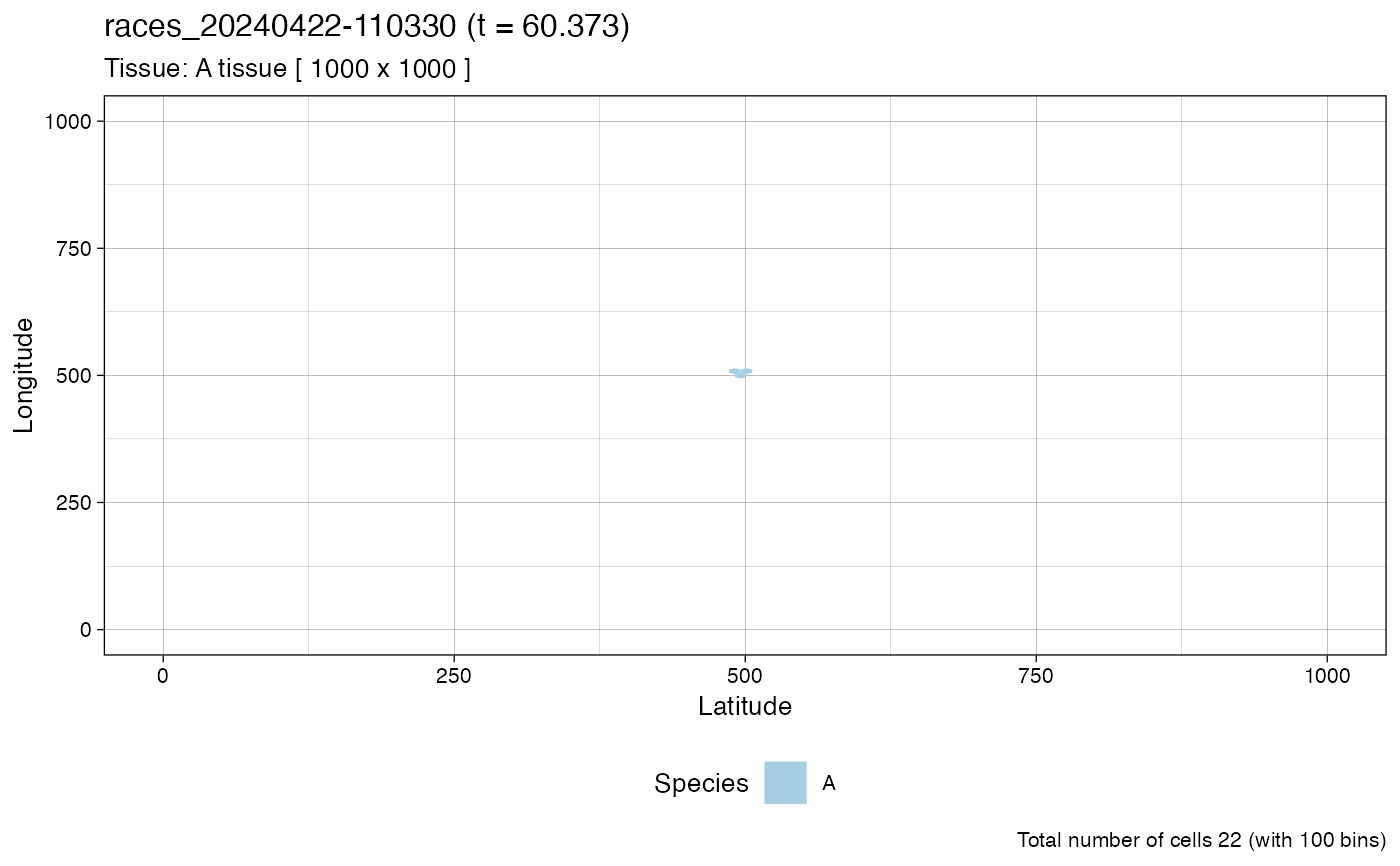 races_20240422-110330 (t = 60.373)
Tissue: A tissue [ 1000 x 1000 ]
1000
750
500
250
0
Longitude
0 250 500 750 1000
Latitude
Species A
Total number of cells 22 (with 100 bins)